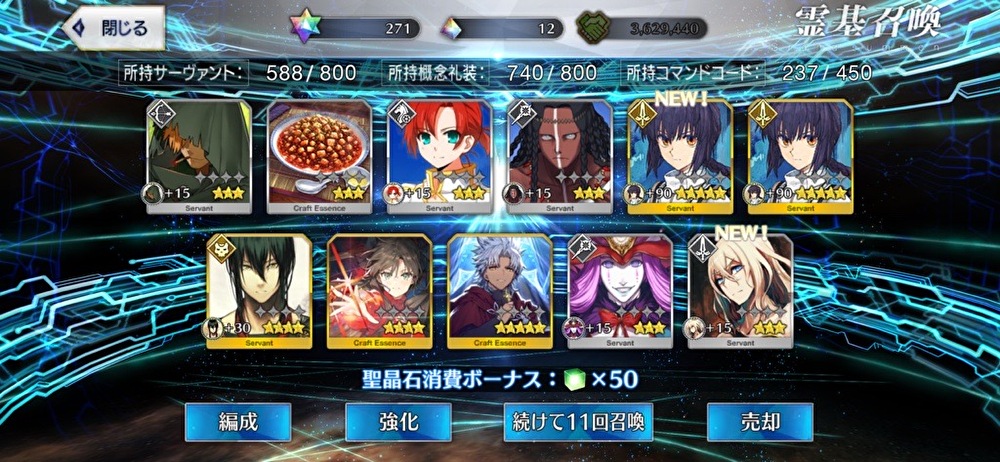 閉じる
271
12
3,629,440
霊基召喚
所持サーヴァント: 588/800
所持概念礼装: 740/800
所持コマンドコード: 237/450
NEW!
+15
+15
+15
+90
+90
Servant
Craft Essence
Servant
Servant
Servant
Servant
NEW!
+30
+15
+15
Servant
Craft Essence
Craft Essence
Servant
Servant
聖晶石消費ボーナス: ×50
編成
強化
続けて11回召喚
売却